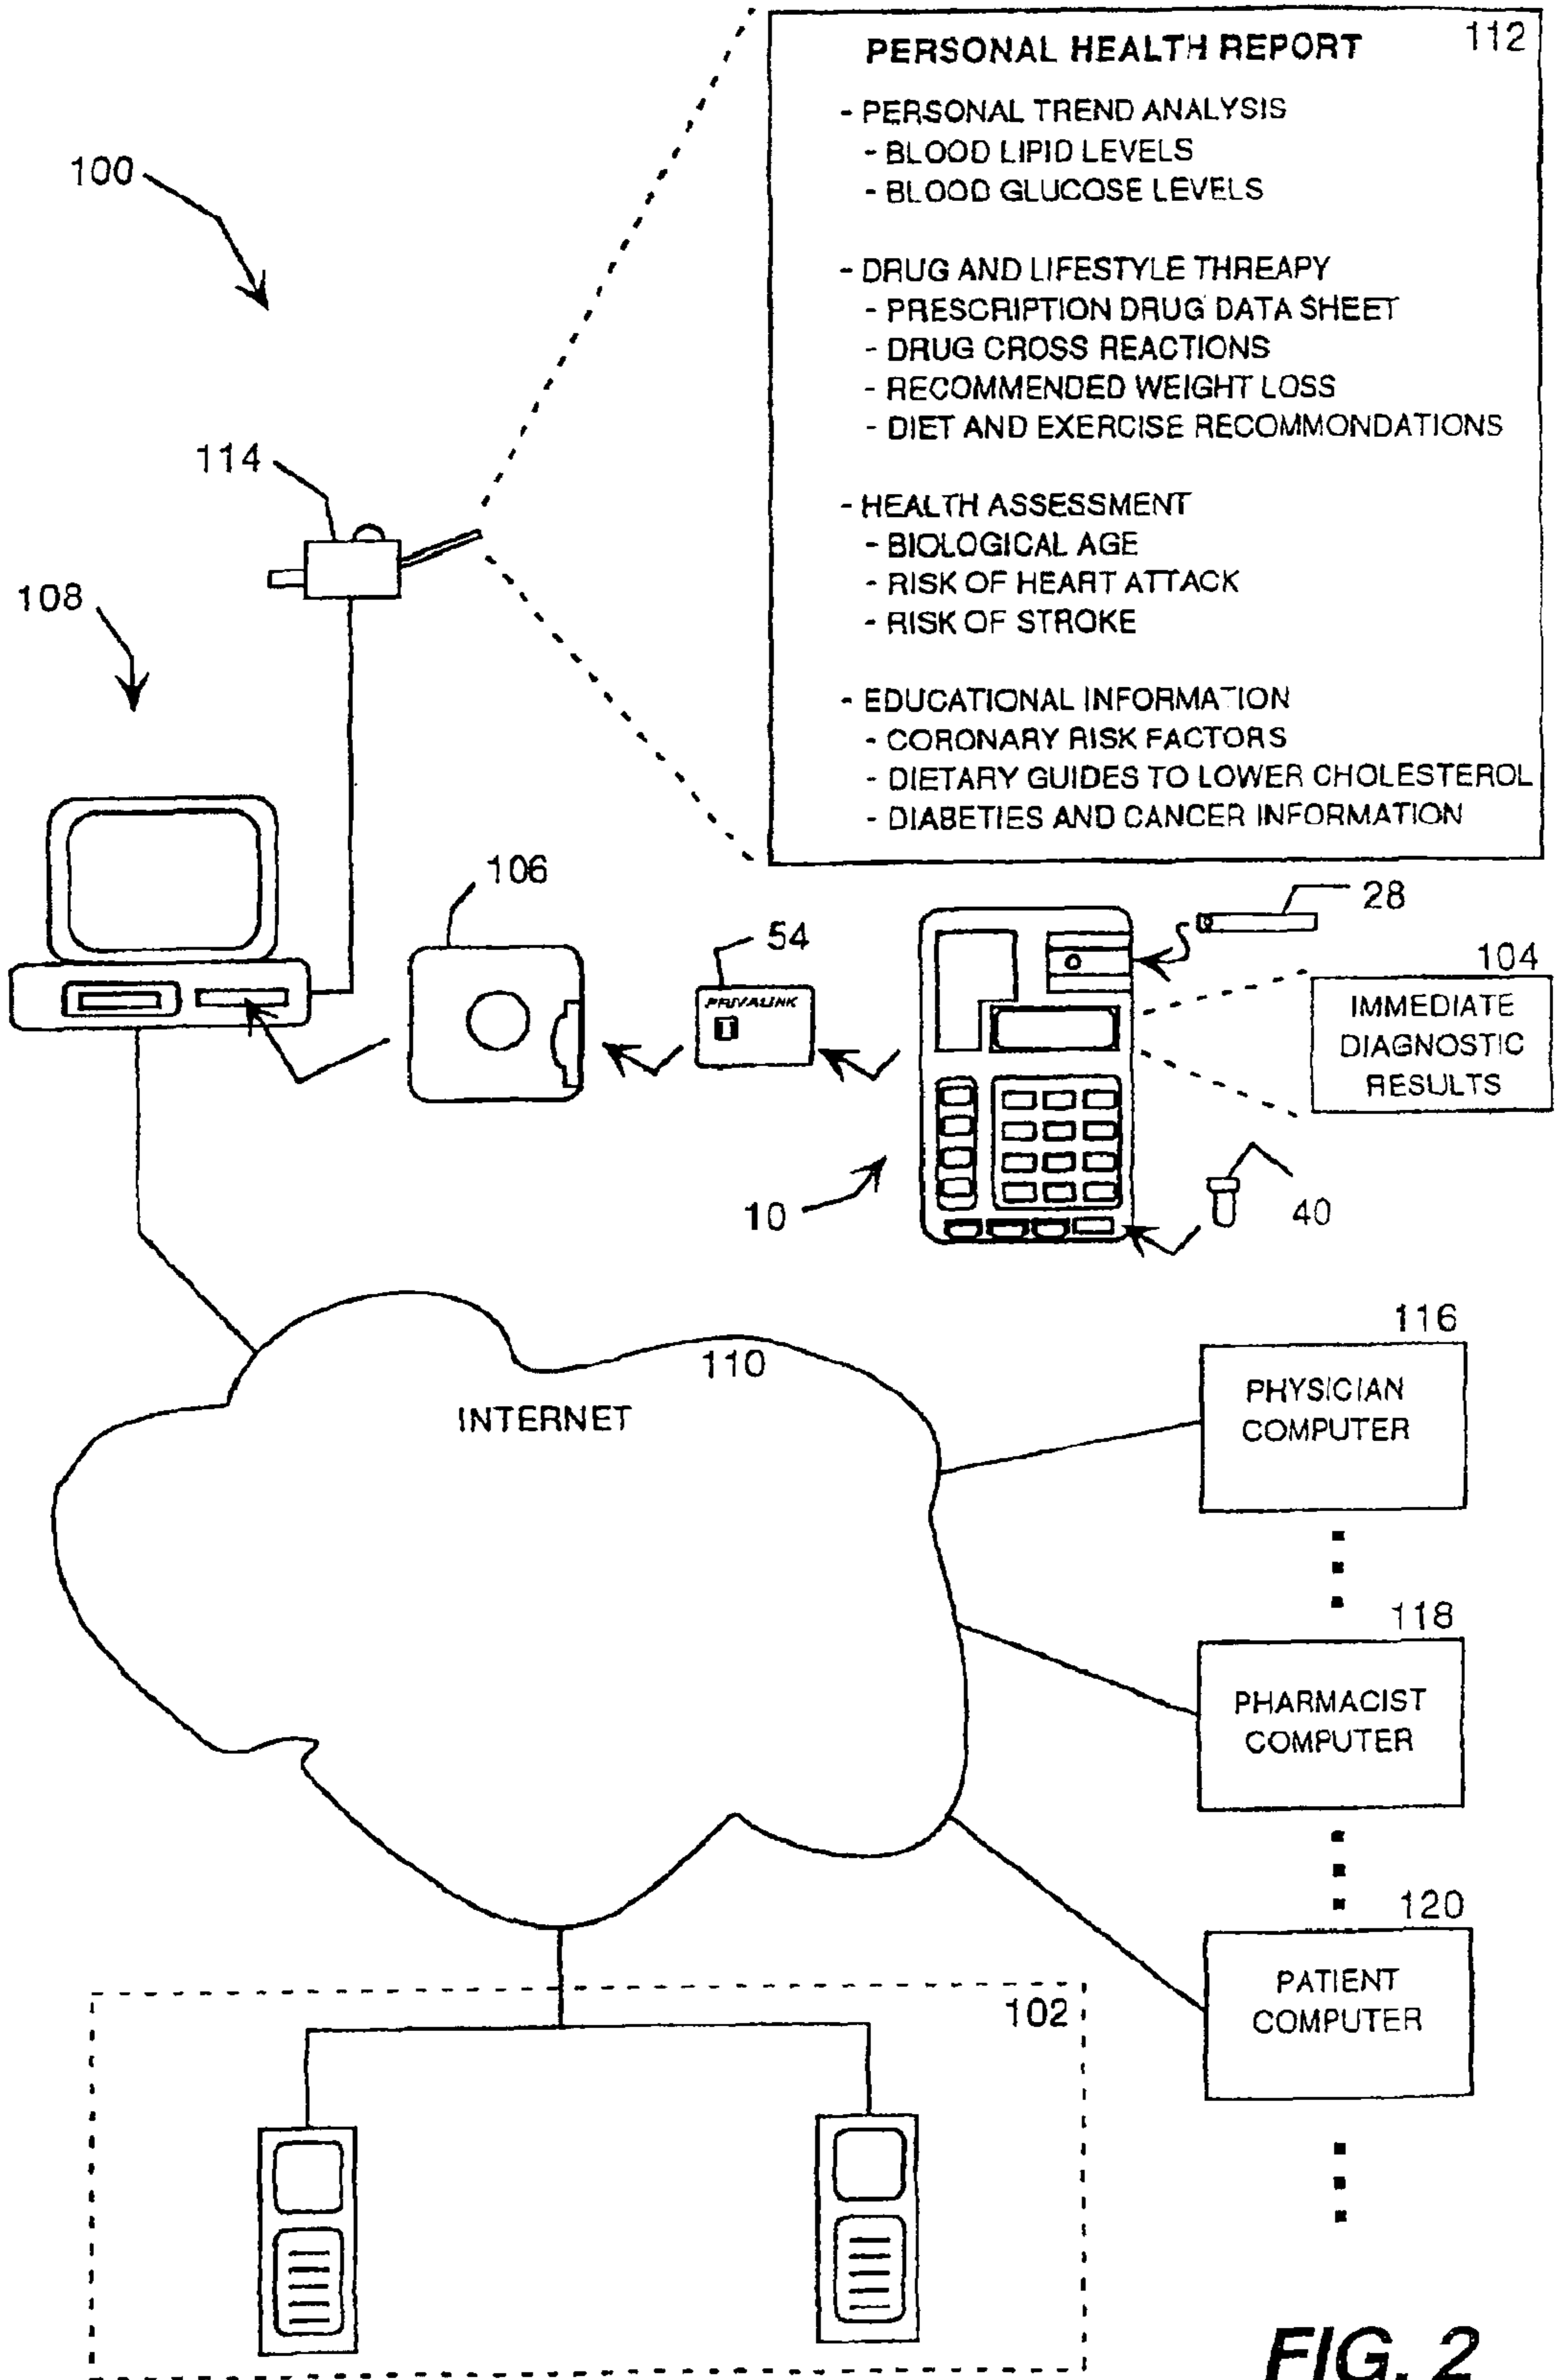 PERSONAL HEALTH REPORT
112
- PERSONAL TREND ANALYSIS
- BLOOD LIPID LEVELS
- BLOOD GLUCOSE LEVELS
- DRUG AND LIFESTYLE THREAPY
- PRESCRIPTION DRUG DATA SHEET
- DRUG CROSS REACTIONS
- RECOMMENDED WEIGHT LOSS
- DIET AND EXERCISE RECOMMONDATIONS
- HEALTH ASSESSMENT
- BIOLOGICAL AGE
- RISK OF HEART ATTACK
- RISK OF STROKE
- EDUCATIONAL INFORMATION
- CORONARY RISK FACTORS
- DIETARY GUIDES TO LOWER CHOLESTEROL
- DIABETIES AND CANCER INFORMATION
100
114
108
106
54
PRIVALINK
28
104
IMMEDIATE
DIAGNOSTIC
RESULTS
10
40
110
INTERNET
116
PHYSICIAN
COMPUTER
118
PHARMACIST
COMPUTER
120
PATIENT
COMPUTER
102
FIG. 2